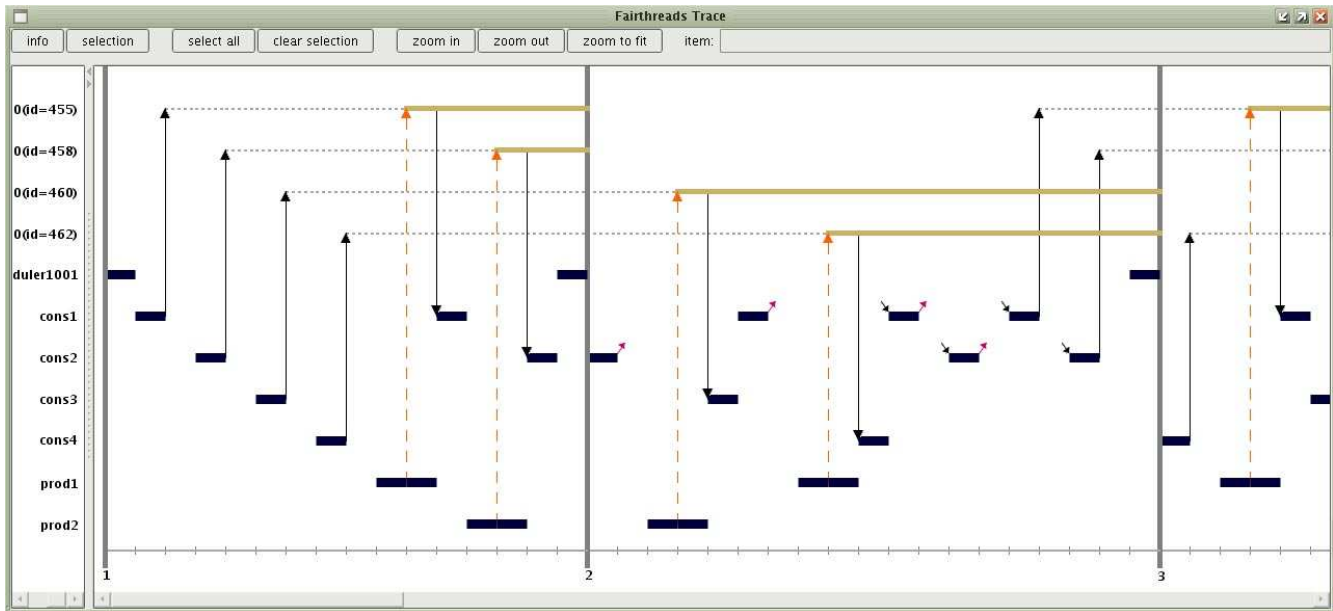 Fairthreads Trace
info selection select all clear selection zoom in zoom out zoom to fit item:
0(id=455)
0(id=458)
0(id=460)
0(id=462)
duler1001
cons1
cons2
cons3
cons4
prod1
prod2
1 2 3